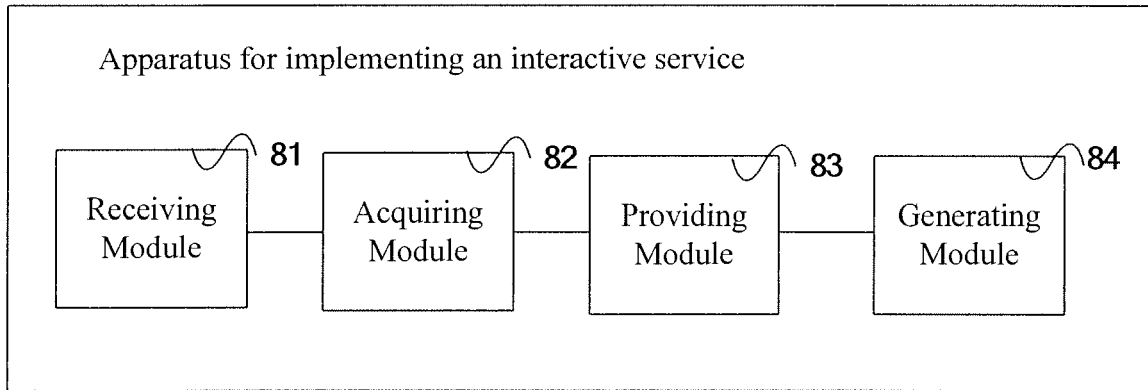 Apparatus for implementing an interactive service
81
82
83
84
Receiving
Module
Acquiring
Module
Providing
Module
Generating
Module